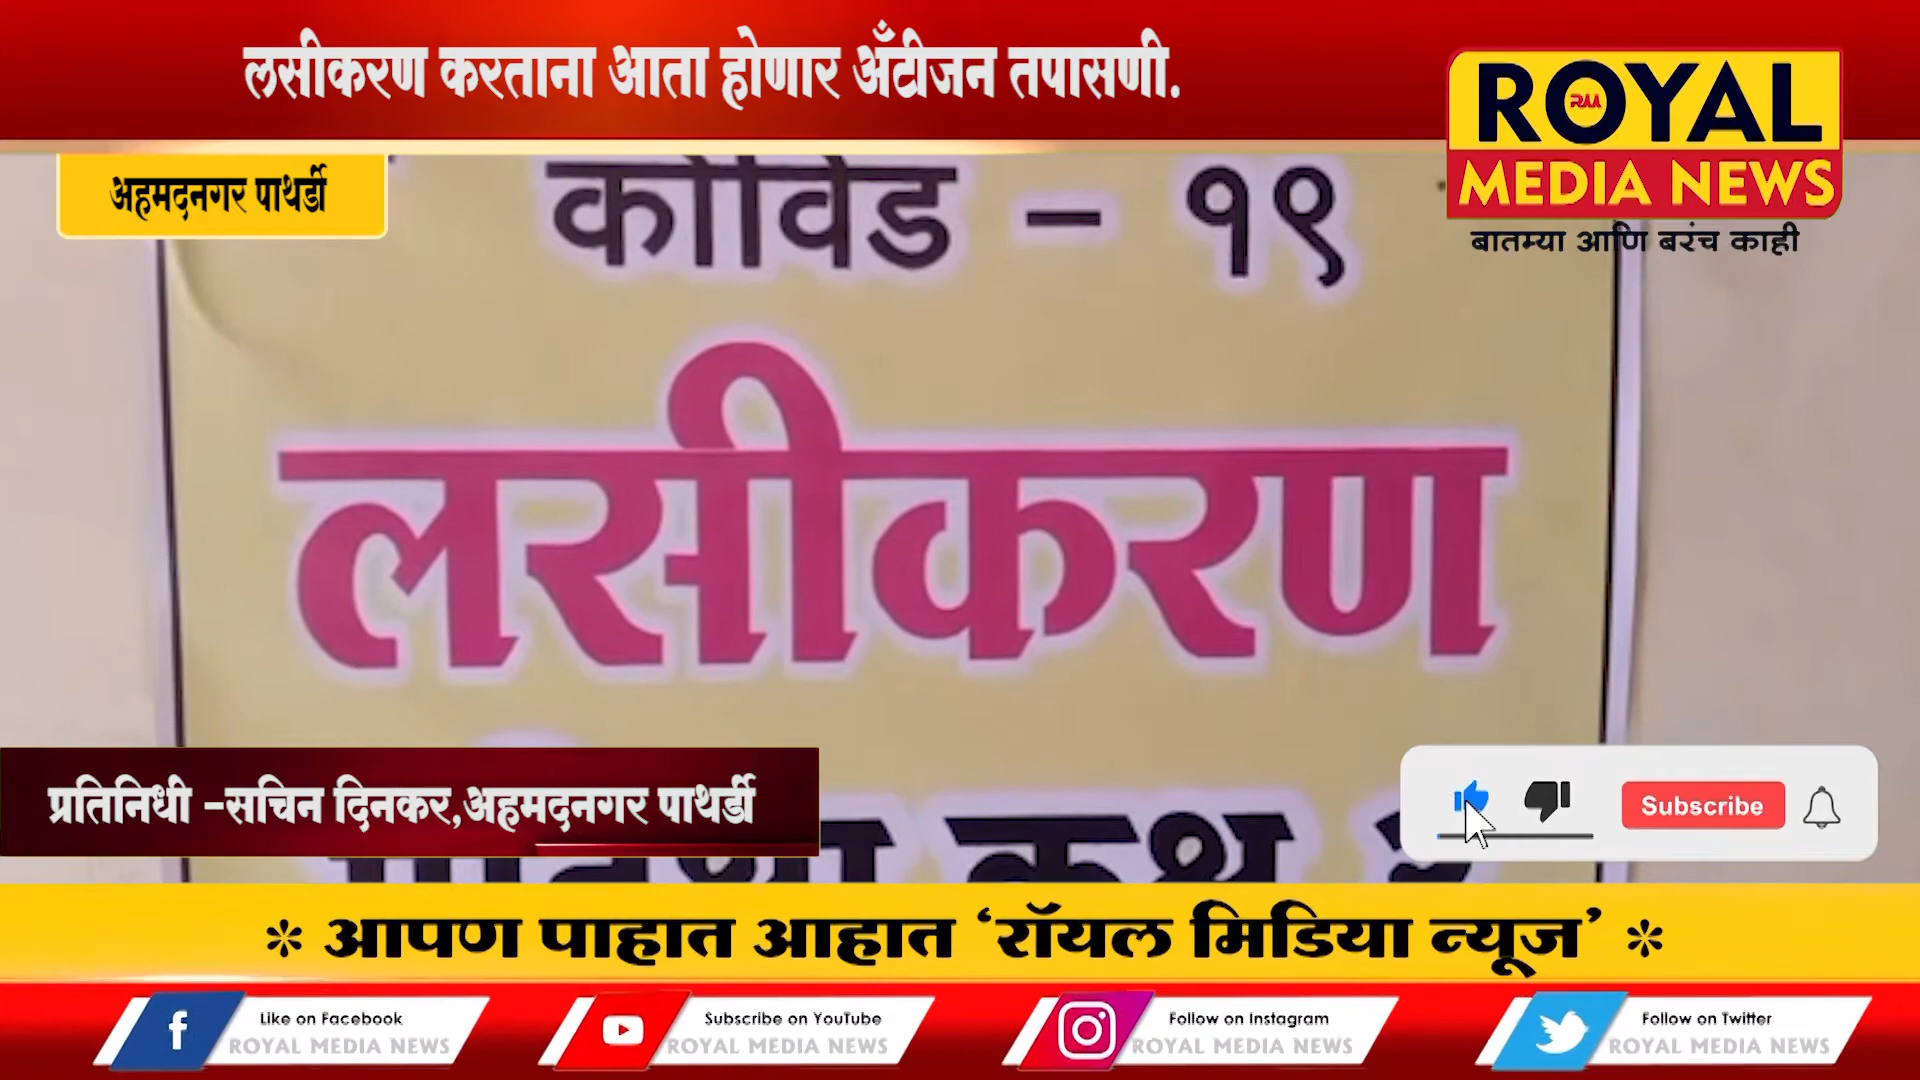 लसीकरण करताना आता होणार अँटीजन तपासणी.
ROYAL
MEDIA NEWS
बातम्या आणि बरंच काही
अहमदनगर पाथर्डी
कोविड - १९
लसीकरण
प्रतिनिधी -सचिन दिनकर,अहमदनगर पाथर्डी
Subscribe
* आपण पाहात आहात ‘रॉयल मिडिया न्यूज’ *
Like on Facebook
ROYAL MEDIA NEWS
Subscribe on YouTube
ROYAL MEDIA NEWS
Follow on Instagram
ROYAL MEDIA NEWS
Follow on Twitter
ROYAL MEDIA NEWS